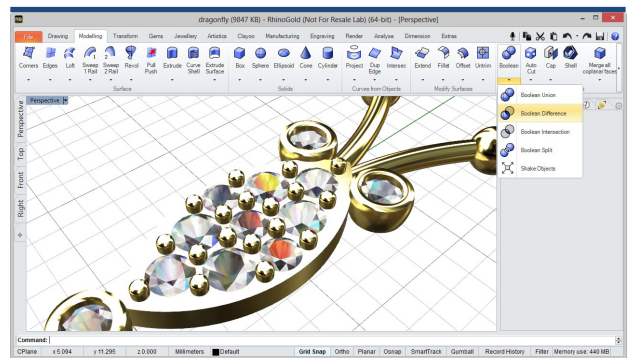 dragonfly (9847 KB) - RhinoGold (Not For Resale Lab) (64-bit) - [Perspective]
File Drawing Modelling Transform Gems Jewellery Artistics Clayoo Manufacturing Engraving Render Analyse Dimension Extras
Corners Edges Loft Sweep 1 Rail Sweep 2 Rail Revol Pull Push Extrude Curve Shell Extrude Surface Box Sphere Ellipsoid Cone Cylinder Project Dup Edge Intersec Extend Fillet Offset Untrim Boolean Auto Cut Cap Shell Merge all coplanar faces
Surface Solids Curves from Objects Modify Surfaces
Boolean Union
Boolean Difference
Boolean Intersection
Boolean Split
Shake Objects
Perspective
Perspective
Top
Front
Right
Command:
CPlane x 5.094 y 11.295 z 0.000 Millimeters Default Grid Snap Ortho Planar Osnap SmartTrack Gumball Record History Filter Memory use: 440 MB